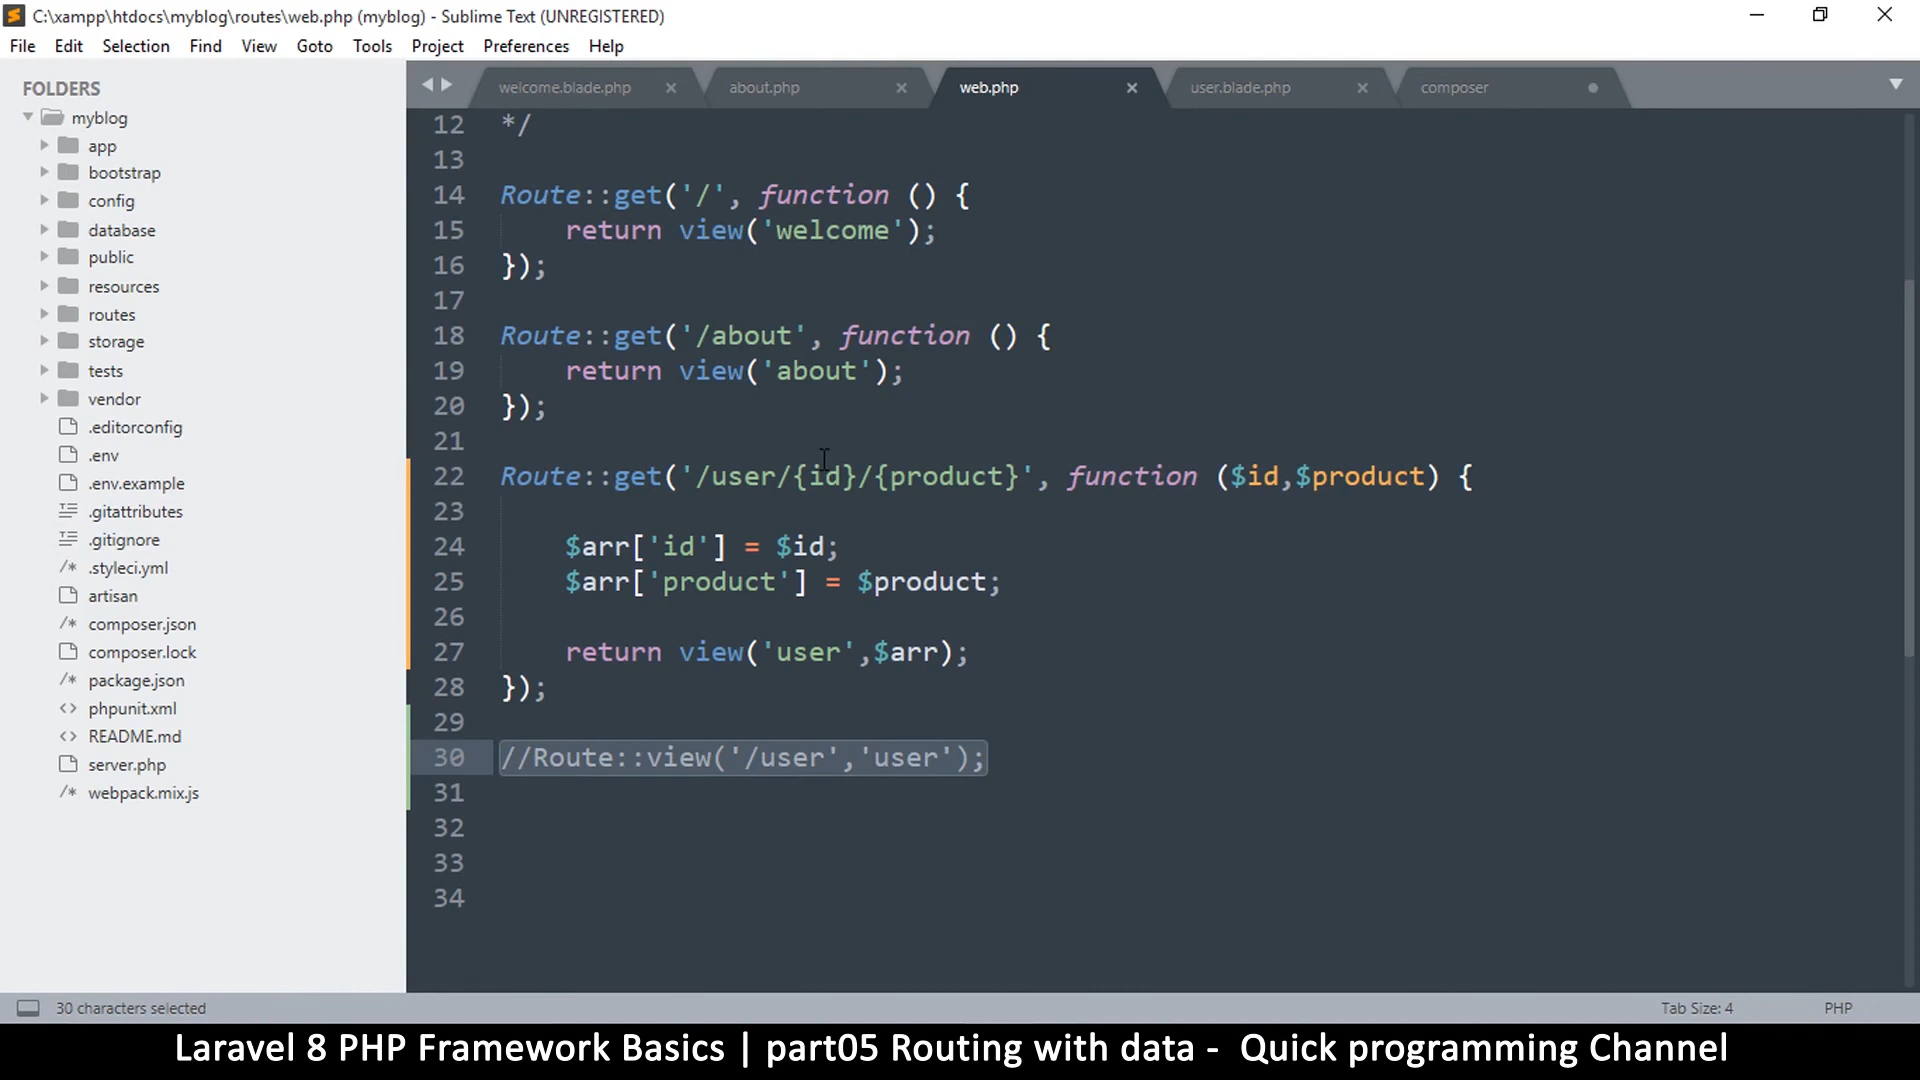 C:\xampp\htdocs\myblog\routes\web.php (myblog) - Sublime Text (UNREGISTERED)
File Edit Selection Find View Goto Tools Project Preferences Help
FOLDERS
myblog
app
bootstrap
config
database
public
resources
routes
storage
tests
vendor
.editorconfig
.env
.env.example
.gitattributes
.gitignore
/* .styleci.yml
artisan
/* composer.json
composer.lock
/* package.json
<> phpunit.xml
<> README.md
server.php
/* webpack.mix.js
welcome.blade.php about.php web.php user.blade.php composer
12 */
13
14 Route::get('/', function () {
15     return view('welcome');
16 });
17
18 Route::get('/about', function () {
19     return view('about');
20 });
21
22 Route::get('/user/{id}/{product}', function ($id,$product) {
23
24     $arr['id'] = $id;
25     $arr['product'] = $product;
26
27     return view('user',$arr);
28 });
29
30 //Route::view('/user','user');
31
32
33
34
30 characters selected Tab Size: 4 PHP
Laravel 8 PHP Framework Basics | part05 Routing with data - Quick programming Channel